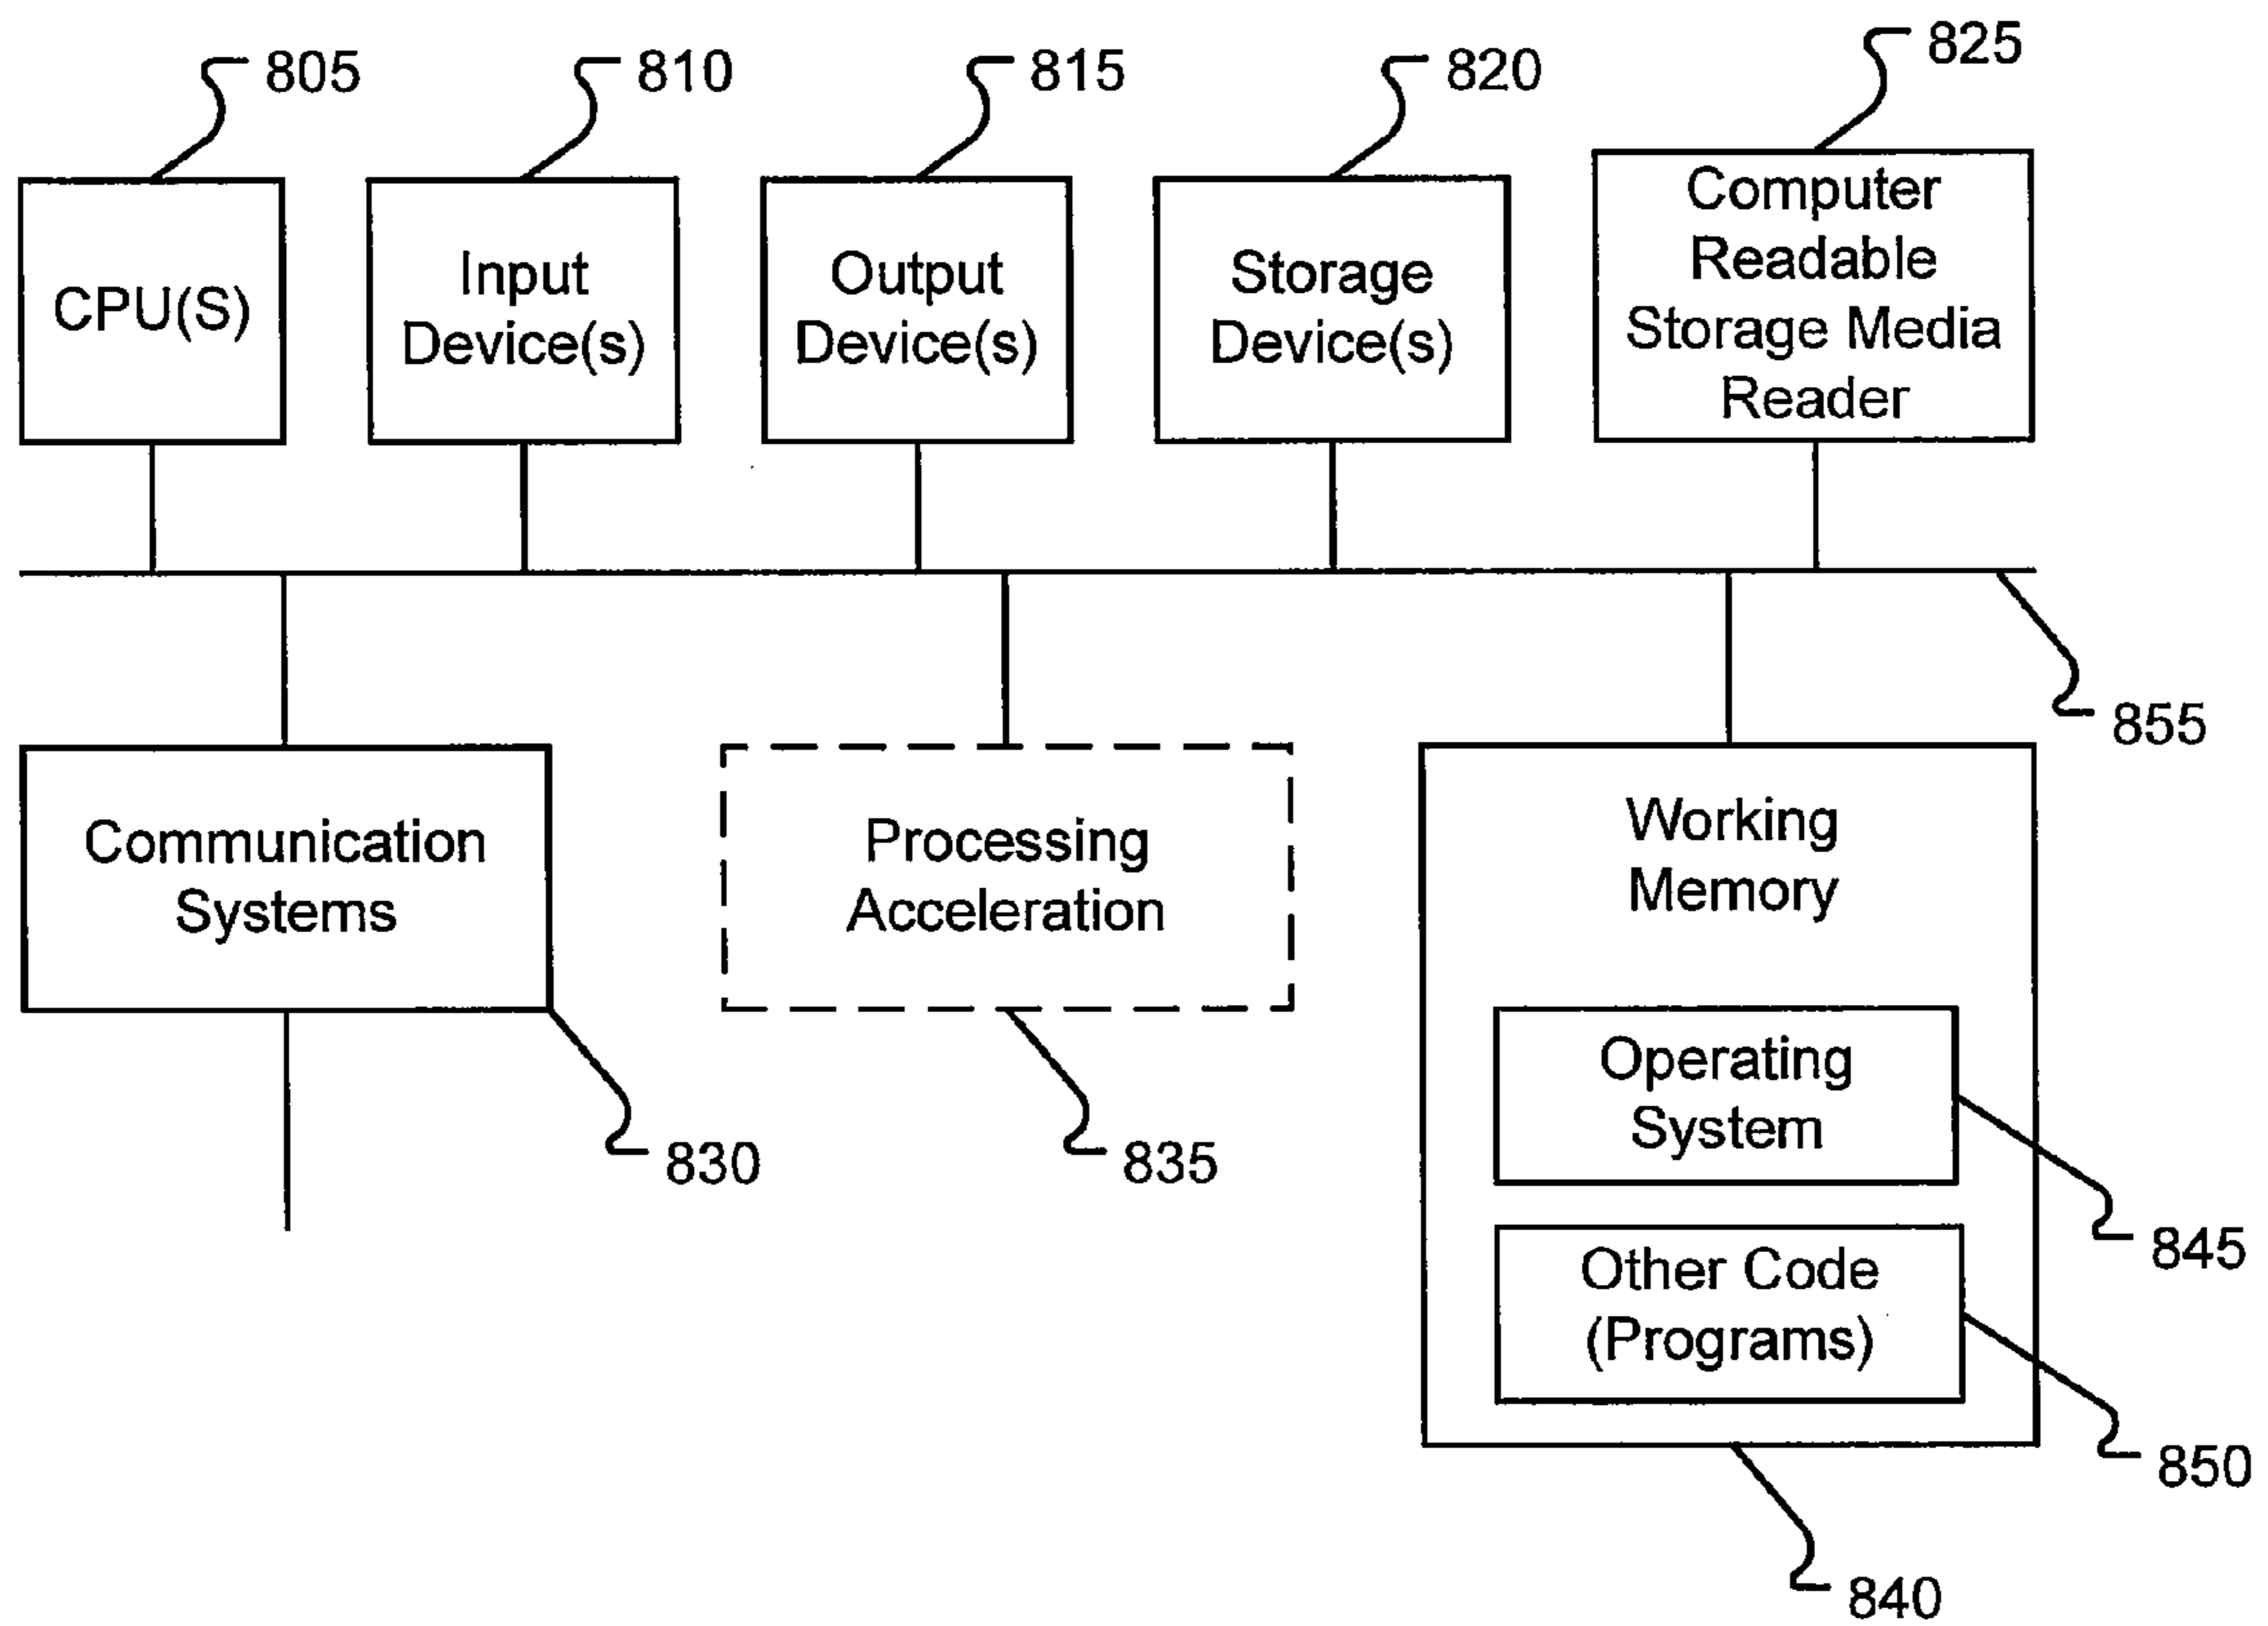 805
810
815
820
825
CPU(S)
Input
Device(s)
Output
Device(s)
Storage
Device(s)
Computer
Readable
Storage Media
Reader
855
Communication
Systems
830
Processing
Acceleration
835
Working
Memory
Operating
System
845
Other Code
(Programs)
850
840